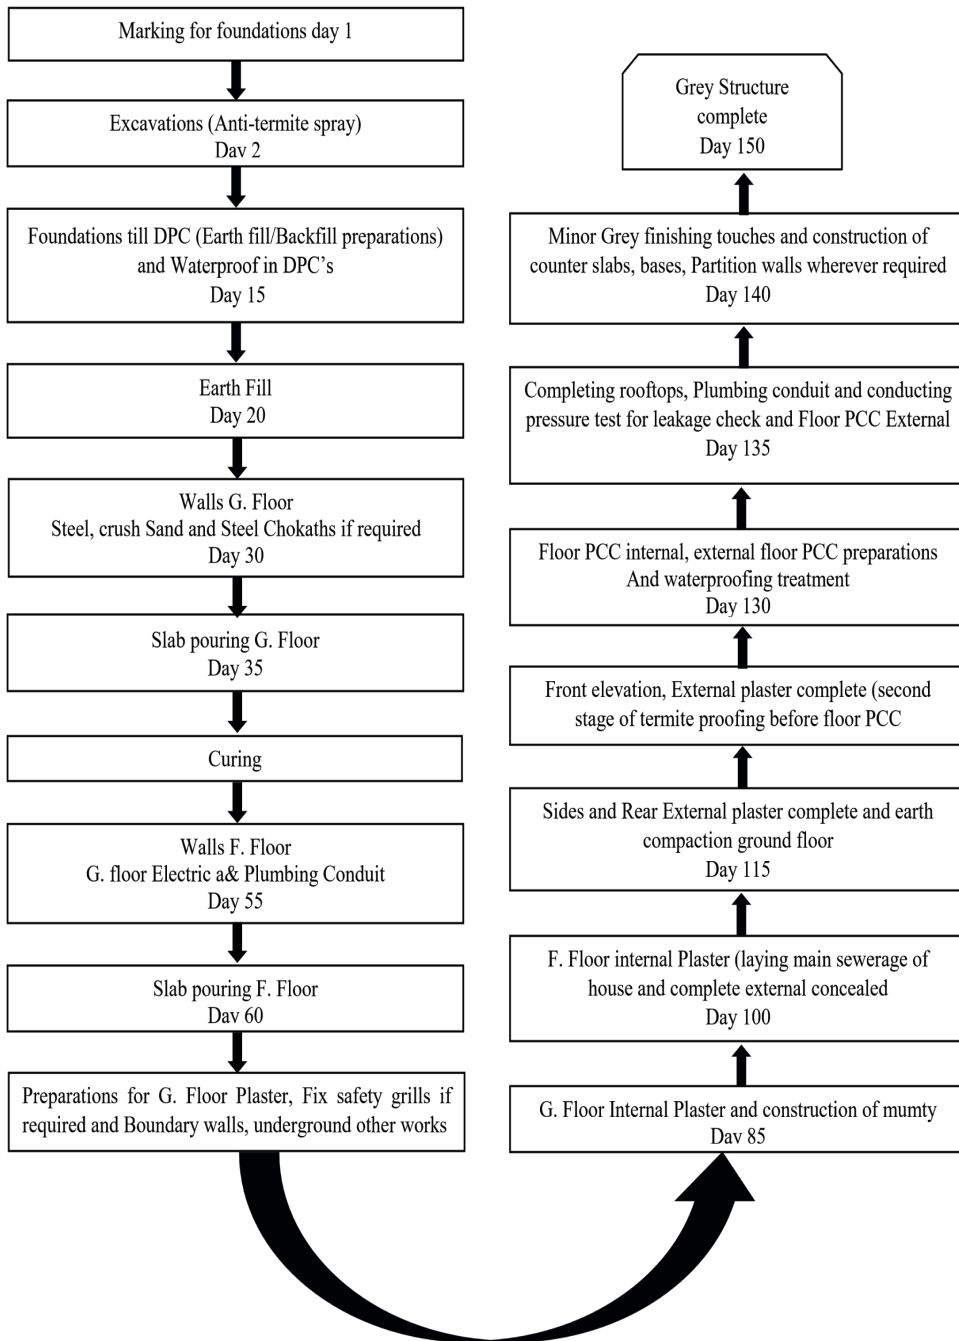 Marking for foundations day 1
Excavations (Anti-termite spray)
Day 2
Foundations till DPC (Earth fill/Backfill preparations)
and Waterproof in DPC's
Day 15
Earth Fill
Day 20
Walls G. Floor
Steel, crush Sand and Steel Chokaths if required
Day 30
Slab pouring G. Floor
Day 35
Curing
Walls F. Floor
G. floor Electric a& Plumbing Conduit
Day 55
Slab pouring F. Floor
Day 60
Preparations for G. Floor Plaster, Fix safety grills if
required and Boundary walls, underground other works
G. Floor Internal Plaster and construction of mumty
Day 85
F. Floor internal Plaster (laying main sewerage of
house and complete external concealed
Day 100
Sides and Rear External plaster complete and earth
compaction ground floor
Day 115
Front elevation, External plaster complete (second
stage of termite proofing before floor PCC
Floor PCC internal, external floor PCC preparations
And waterproofing treatment
Day 130
Completing rooftops, Plumbing conduit and conducting
pressure test for leakage check and Floor PCC External
Day 135
Minor Grey finishing touches and construction of
counter slabs, bases, Partition walls wherever required
Day 140
Grey Structure
complete
Day 150